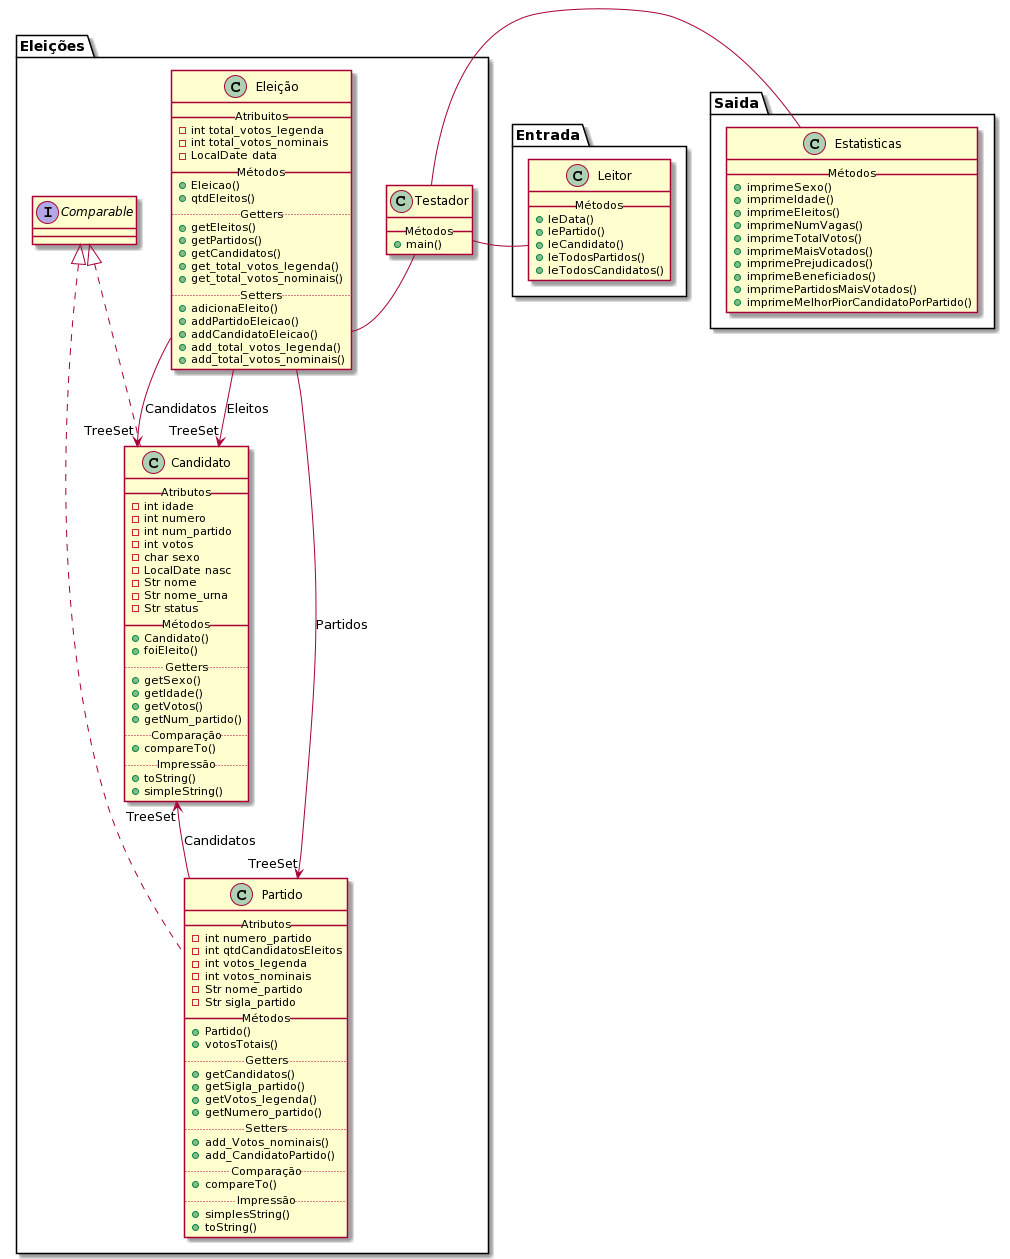 Eleições
C Eleição
Atribuitos
int total_votos_legenda
int total_votos_nominais
LocalDate data
Métodos
Eleicao()
qtdEleitos()
Getters
getEleitos()
getPartidos()
getCandidatos()
get_total_votos_legenda()
get_total_votos_nominais()
Setters
adicionaEleito()
addPartidoEleicao()
addCandidatoEleicao()
add_total_votos_legenda()
add_total_votos_nominais()
I Comparable
C Testador
Métodos
main()
Entrada
C Leitor
Métodos
leData()
lePartido()
leCandidato()
leTodosPartidos()
leTodosCandidatos()
Saida
C Estatisticas
Métodos
imprimeSexo()
imprimeIdade()
imprimeEleitos()
imprimeNumVagas()
imprimeTotalVotos()
imprimeMaisVotados()
imprimePrejudicados()
imprimeBeneficiados()
imprimePartidosMaisVotados()
imprimeMelhorPiorCandidatoPorPartido()
Candidatos
Eleitos
TreeSet
TreeSet
C Candidato
Atributos
int idade
int numero
int num_partido
int votos
char sexo
LocalDate nasc
Str nome
Str nome_urna
Str status
Métodos
Candidato()
foiEleito()
Getters
getSexo()
getIdade()
getVotos()
getNum_partido()
Comparação
compareTo()
Impressão
toString()
simpleString()
Partidos
TreeSet
Candidatos
TreeSet
C Partido
Atributos
int numero_partido
int qtdCandidatosEleitos
int votos_legenda
int votos_nominais
Str nome_partido
Str sigla_partido
Métodos
Partido()
votosTotais()
Getters
getCandidatos()
getSigla_partido()
getVotos_legenda()
getNumero_partido()
Setters
add_Votos_nominais()
add_CandidatoPartido()
Comparação
compareTo()
Impressão
simplesString()
toString()